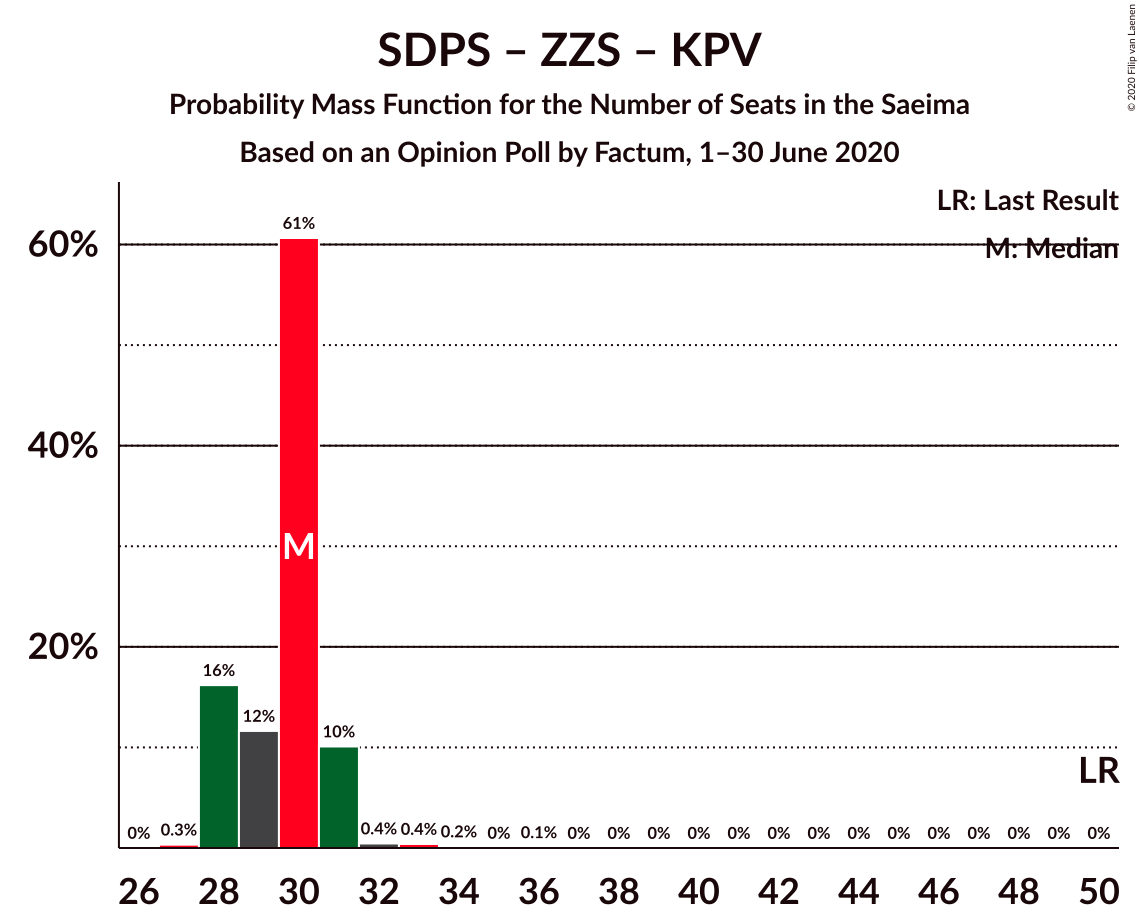 SDPS – ZZS – KPV
Probability Mass Function for the Number of Seats in the Saeima
Based on an Opinion Poll by Factum, 1–30 June 2020
© 2020 Filip van Laenen
LR: Last Result
M: Median
60%
40%
20%
61%
M
16%
12%
10%
LR
0% 0.3% 0.4% 0.4% 0.2% 0% 0.1% 0% 0% 0% 0% 0% 0% 0% 0% 0% 0% 0% 0% 0%
26 28 30 32 34 36 38 40 42 44 46 48 50